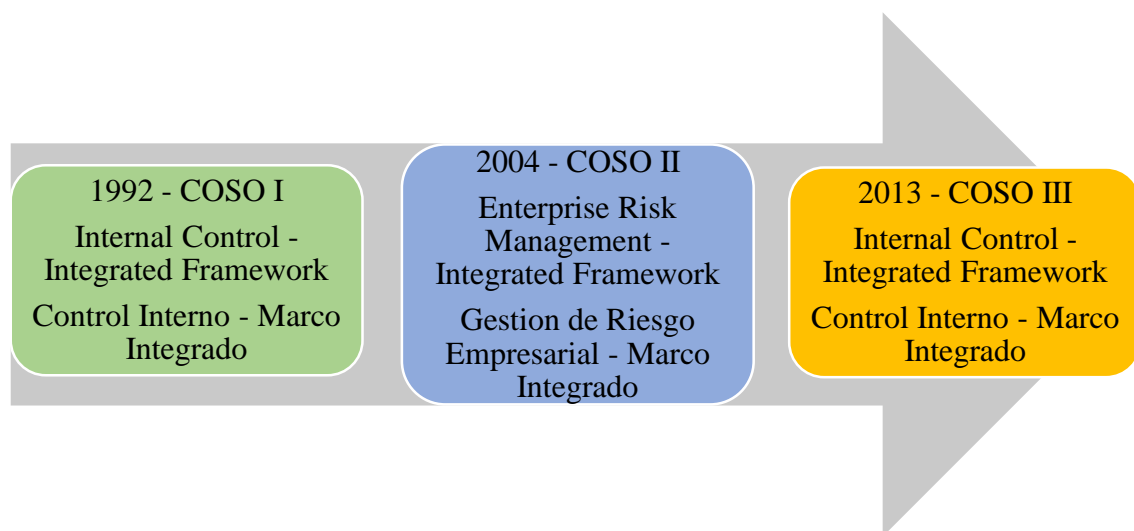 1992 - COSO I
Internal Control -
Integrated Framework
Control Interno - Marco
Integrado
2004 - COSO II
Enterprise Risk
Management -
Integrated Framework
Gestion de Riesgo
Empresarial - Marco
Integrado
2013 - COSO III
Internal Control -
Integrated Framework
Control Interno - Marco
Integrado